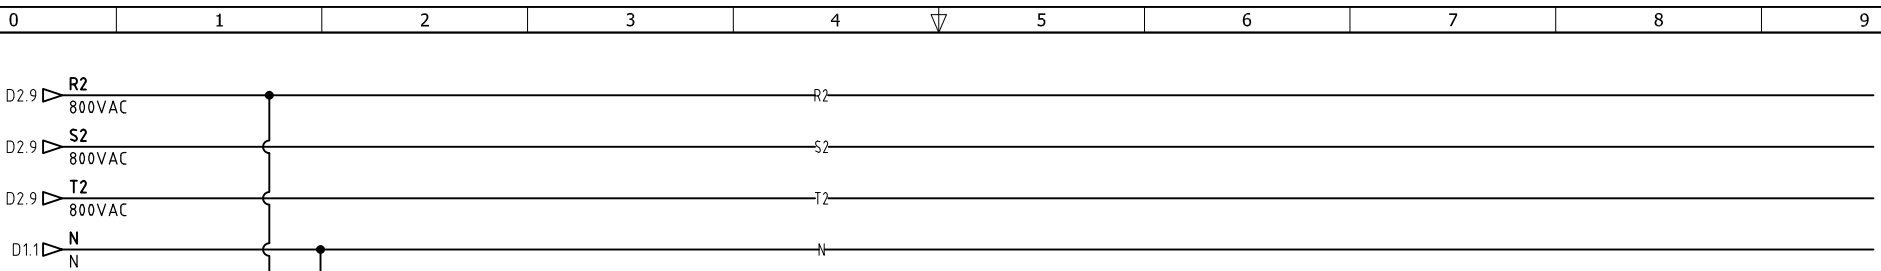 0 1 2 3 4 5 6 7 8 9
R2
D2.9 R2
800VAC
S2
D2.9 S2
800VAC
T2
D2.9 T2
800VAC
N
D1.1 N
N